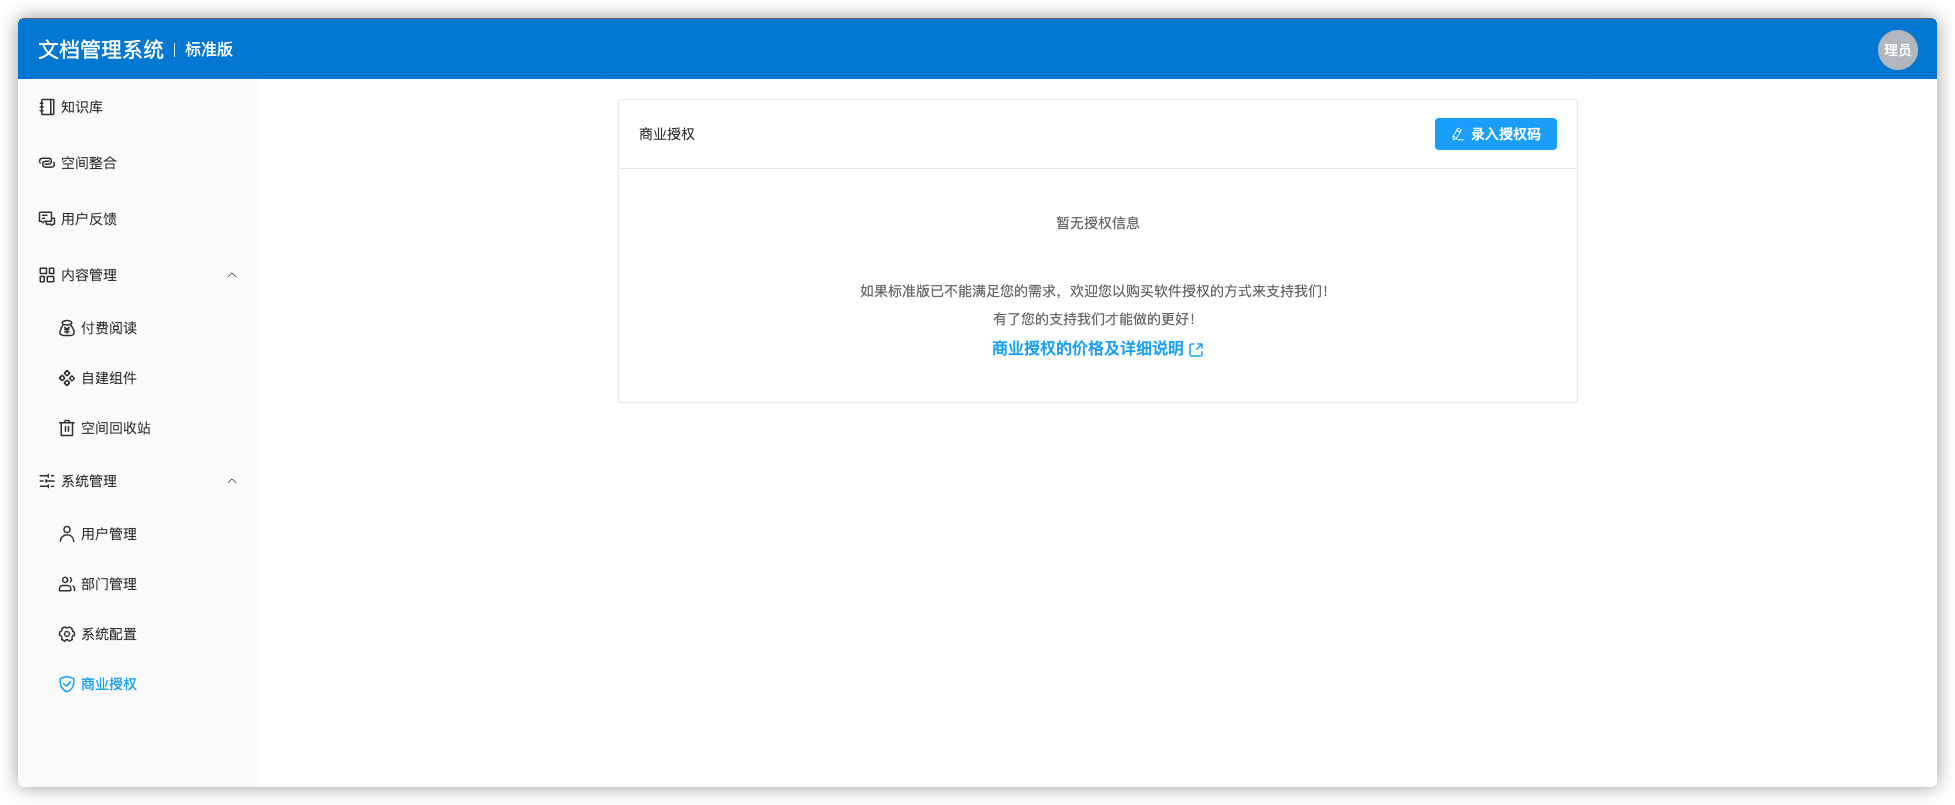 文档管理系统 | 标准版
理员
知识库
空间整合
用户反馈
内容管理
付费阅读
自建组件
空间回收站
系统管理
用户管理
部门管理
系统配置
商业授权
商业授权
录入授权码
暂无授权信息
如果标准版已不能满足您的需求，欢迎您以购买软件授权的方式来支持我们！
有了您的支持我们才能做的更好！
商业授权的价格及详细说明